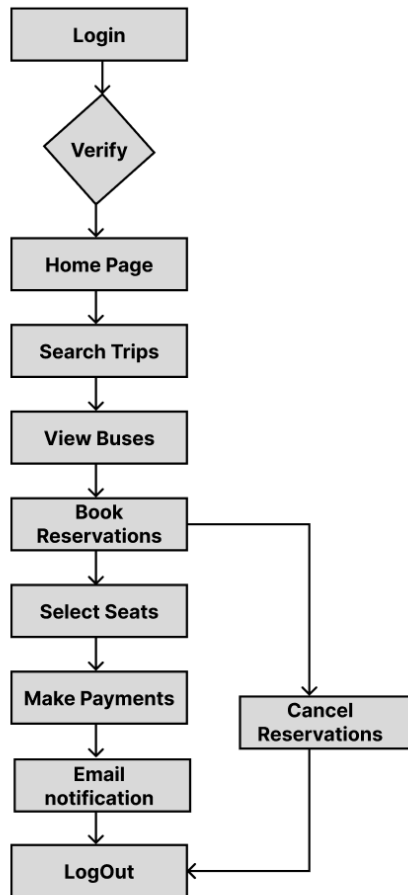 Login
Verify
Home Page
Search Trips
View Buses
Book
Reservations
Select Seats
Make Payments
Cancel
Reservations
Email
notification
LogOut